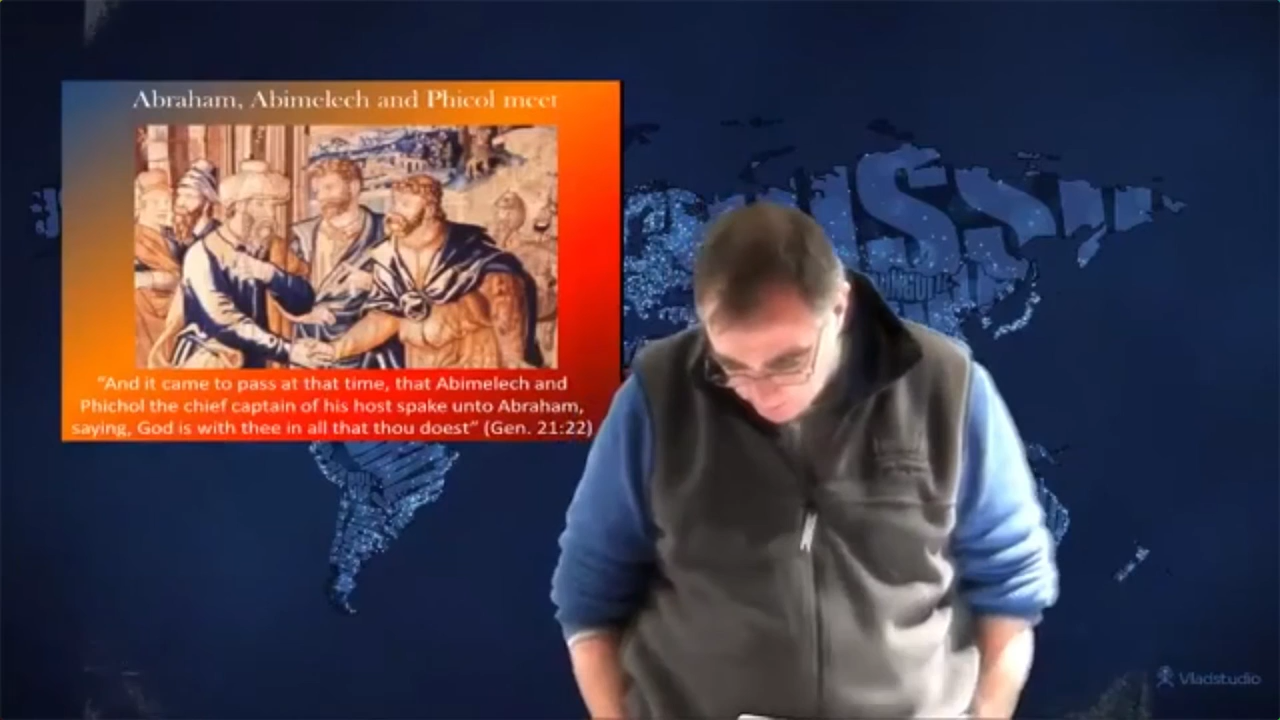 Abraham, Abimelech and Phicol meet
"And it came to pass at that time, that Abimelech and
Phichol the chief captain of his host spake unto Abraham,
saying, God is with thee in all that thou doest" (Gen. 21:22)
USSI
MONGOLIA
Vladstudio